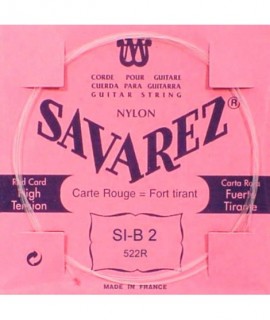 CORDE POUR GUITARE
CUERDA PARA GUITARRA
GUITAR STRING
NYLON
SAVAREZ®
Red Card
High
Tension
Carte Rouge = Fort tirant
Carta Roja
Fuerte
Tirante
SI-B 2
522R
MADE IN FRANCE